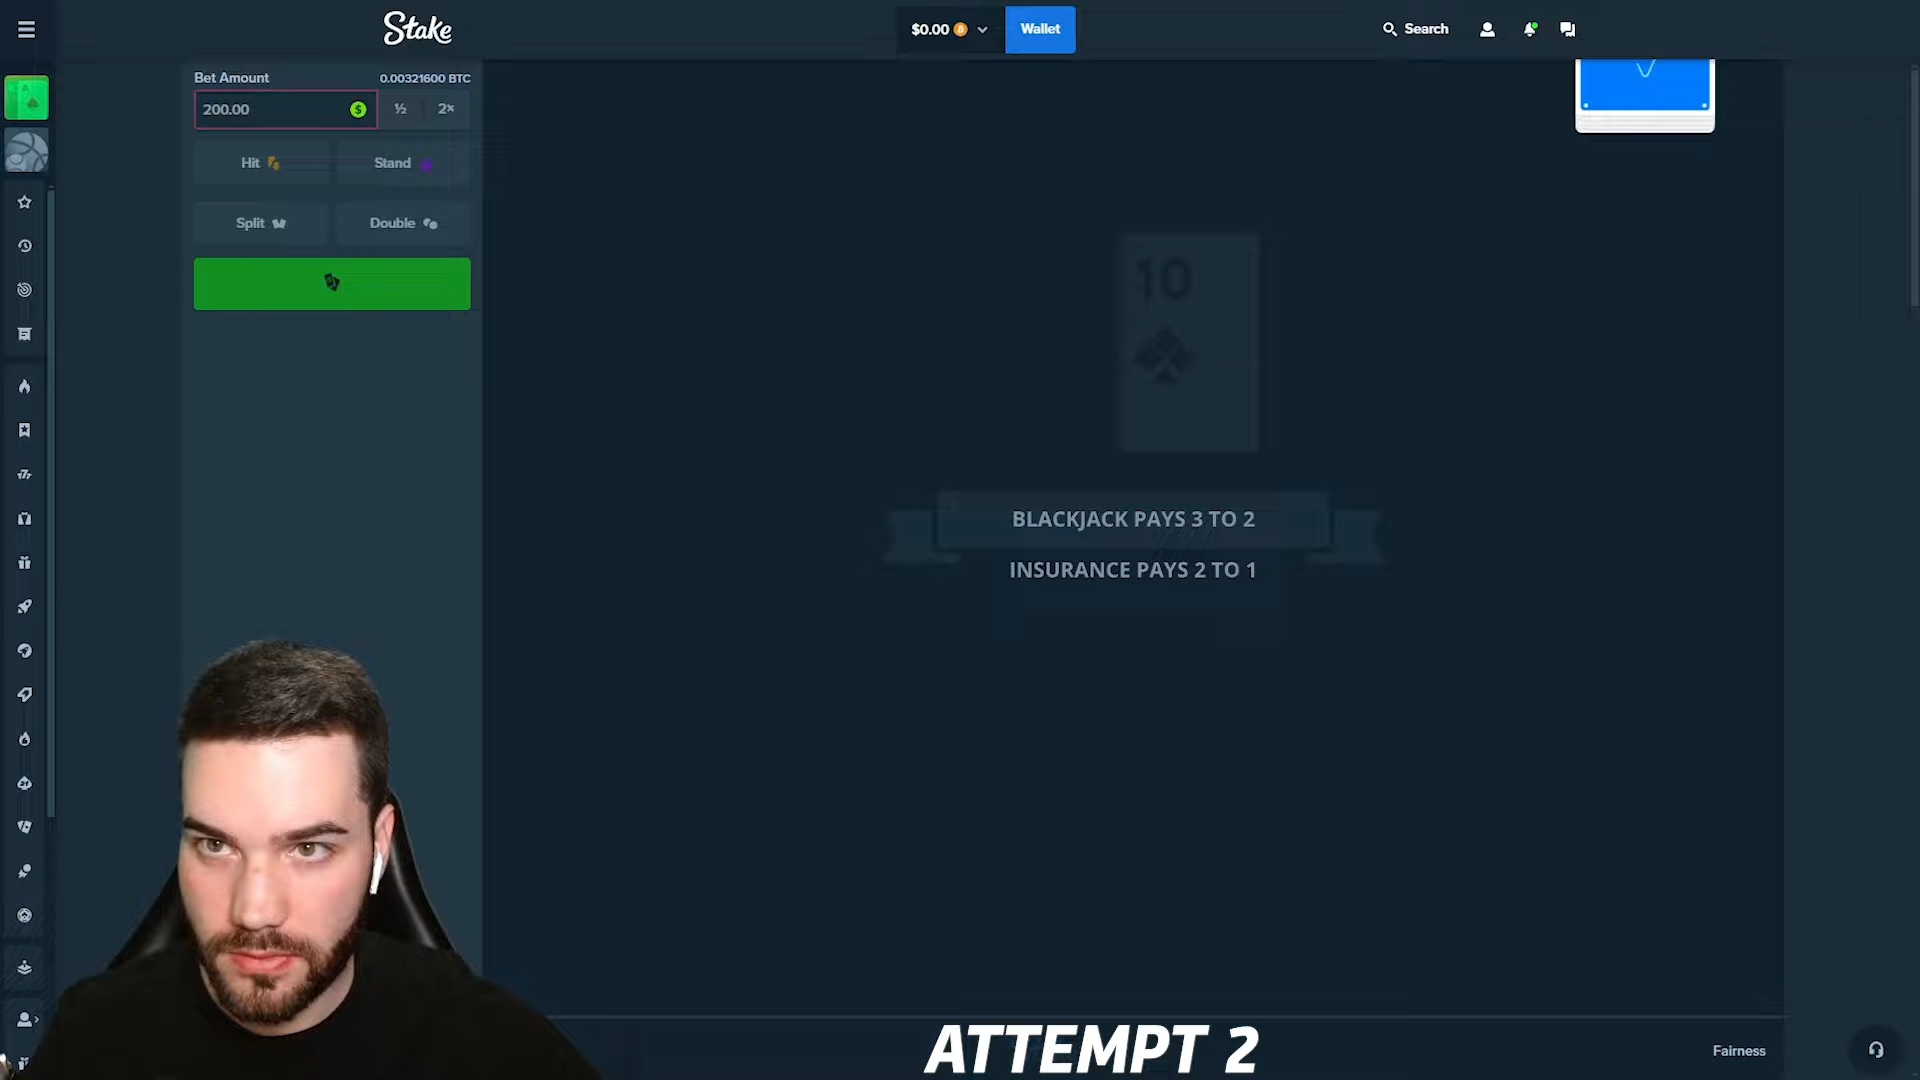 Stake
$0.00
Wallet
Search
Bet Amount
0.00321600 BTC
200.00
½
2×
Hit
Stand
Split
Double
10
BLACKJACK PAYS 3 TO 2
INSURANCE PAYS 2 TO 1
ATTEMPT 2
Fairness